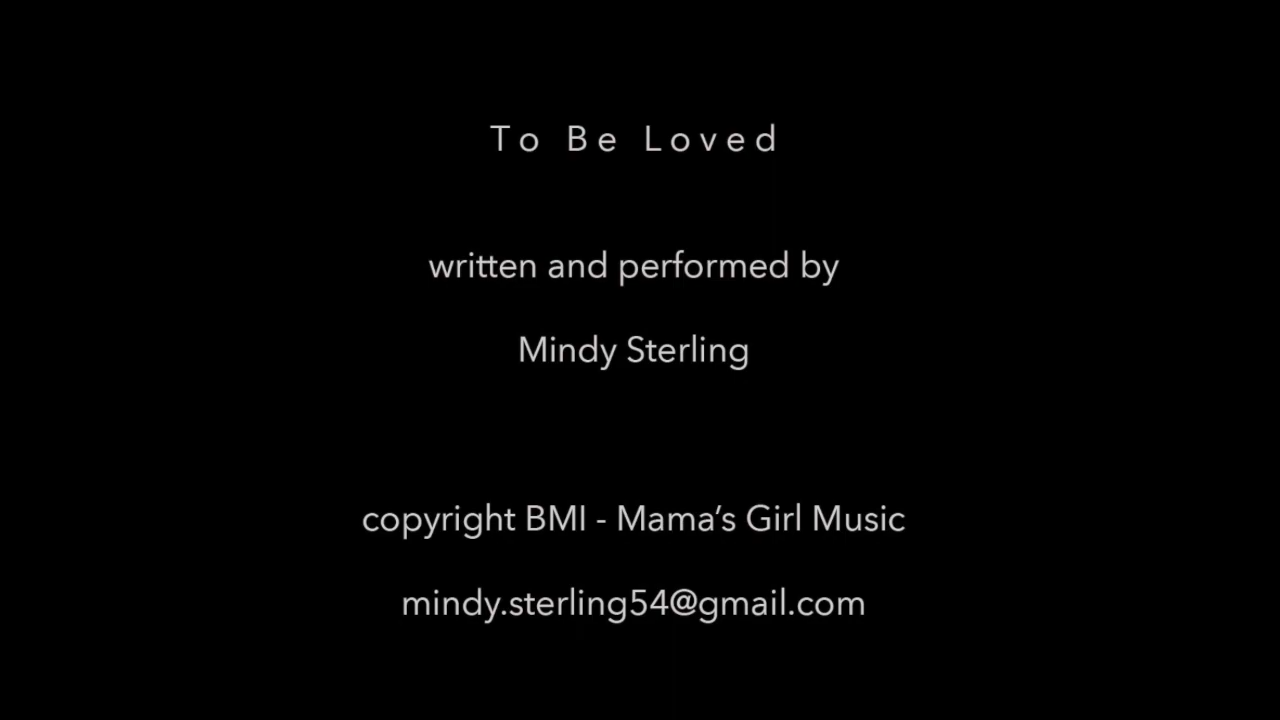 To Be Loved
written and performed by
Mindy Sterling
copyright BMI - Mama’s Girl Music
mindy.sterling54@gmail.com